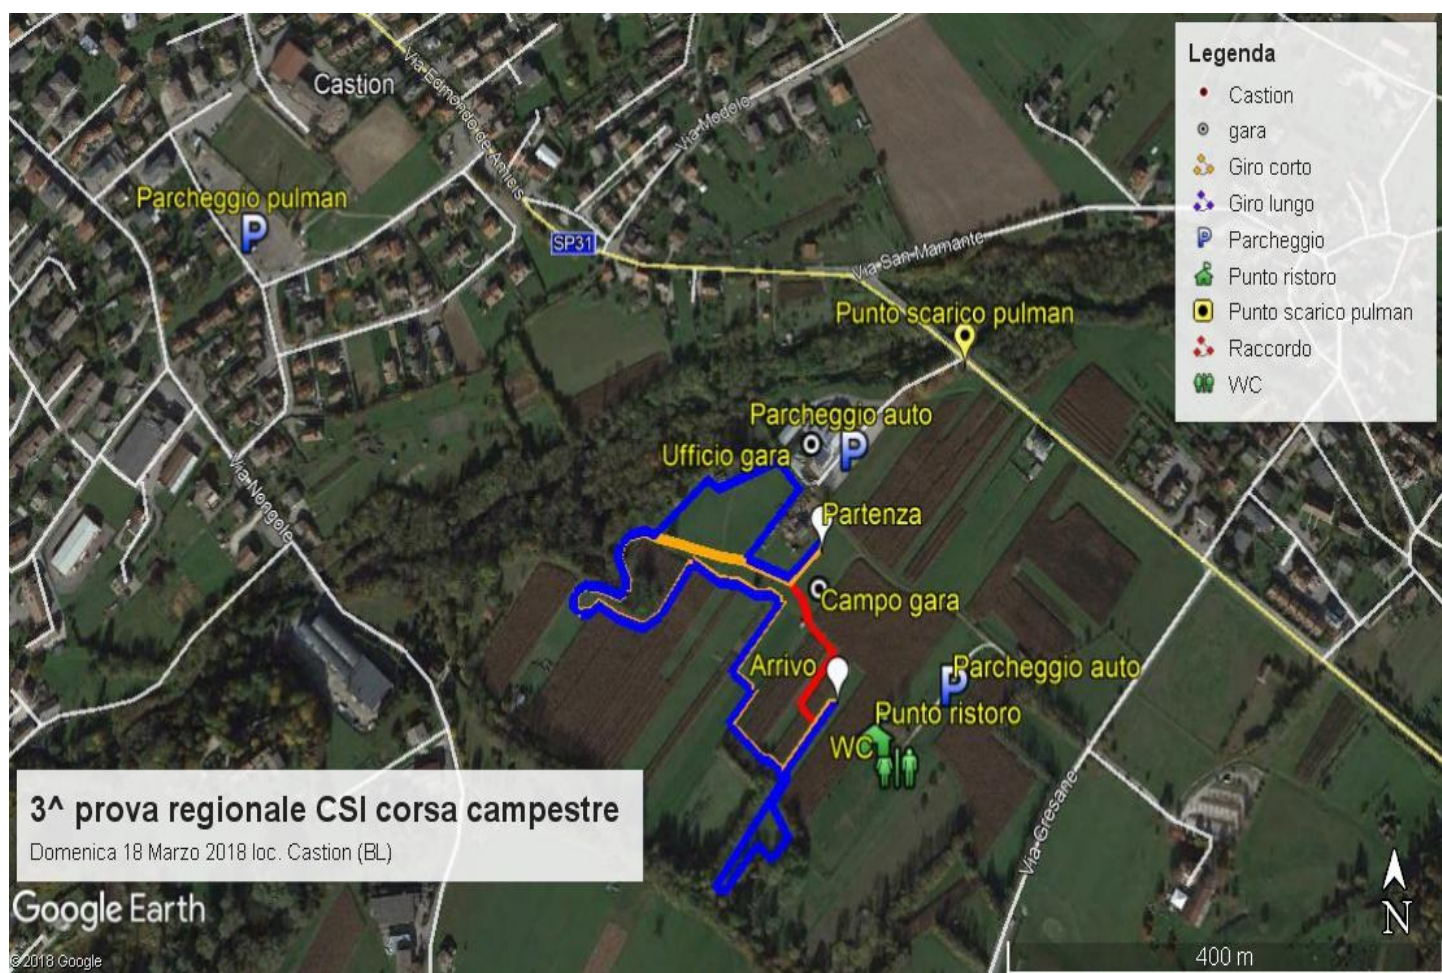 Castion
Via Edmondo de Amicis
Via Modolo
Parcheggio pulman
P
SP31
Via San Mamante
Punto scarico pulman
Parcheggio auto
P
Ufficio gara
Via Nongole
Partenza
Campo gara
Arrivo
Parcheggio auto
P
Punto ristoro
WC
Via Gresane
Legenda
Castion
gara
Giro corto
Giro lungo
P Parcheggio
Punto ristoro
Punto scarico pulman
Raccordo
WC
3^ prova regionale CSI corsa campestre
Domenica 18 Marzo 2018 loc. Castion (BL)
Google Earth
© 2018 Google
N
400 m